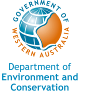 GOVERNMENT OF
WESTERN AUSTRALIA
Department of
Environment and
Conservation